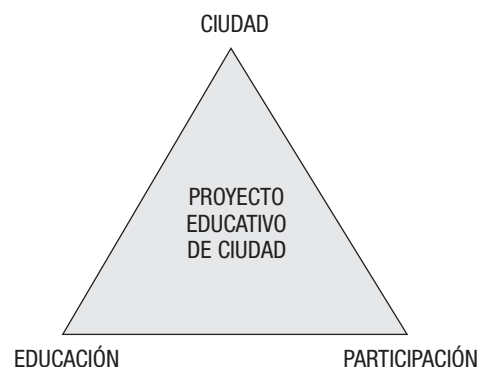 CIUDAD
PROYECTO
EDUCATIVO
DE CIUDAD
EDUCACIÓN
PARTICIPACIÓN